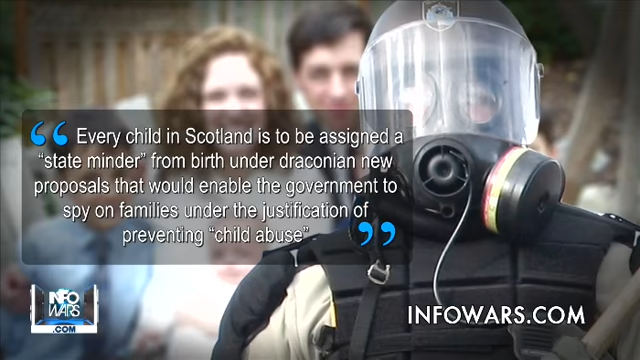 “ Every child in Scotland is to be assigned a
“state minder” from birth under draconian new
proposals that would enable the government to
spy on families under the justification of
preventing “child abuse” ”
INFO
WARS
.COM
INFOWARS.COM